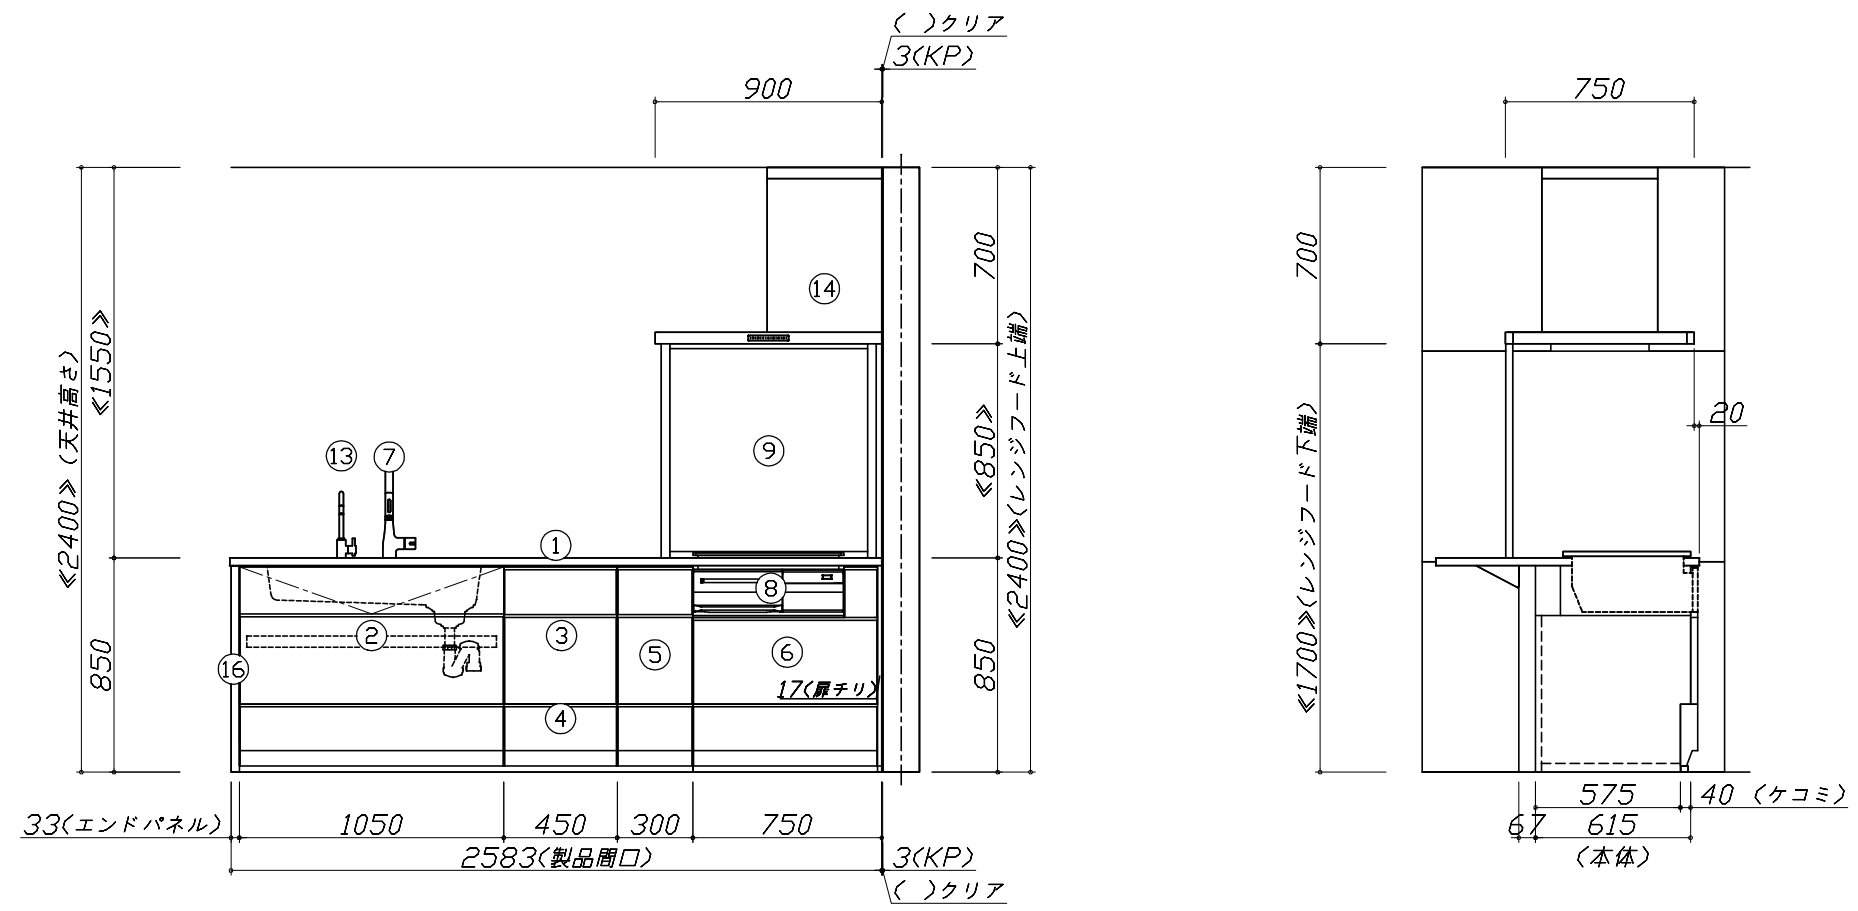 ( )クリア
3(KP)
900
750
700
700
14
≪1550≫
≪2400≫(天井高さ)
≪850≫
≪2400≫(レンジフード上端)
≪1700≫(レンジフード下端)
20
13
7
9
1
8
2
3
5
6
16
17(扉チリ)
4
850
850
33(エンドパネル)
1050
450
300
750
2583(製品間口)
3(KP)
( )クリア
575
40 (ケコミ)
67
615
(本体)